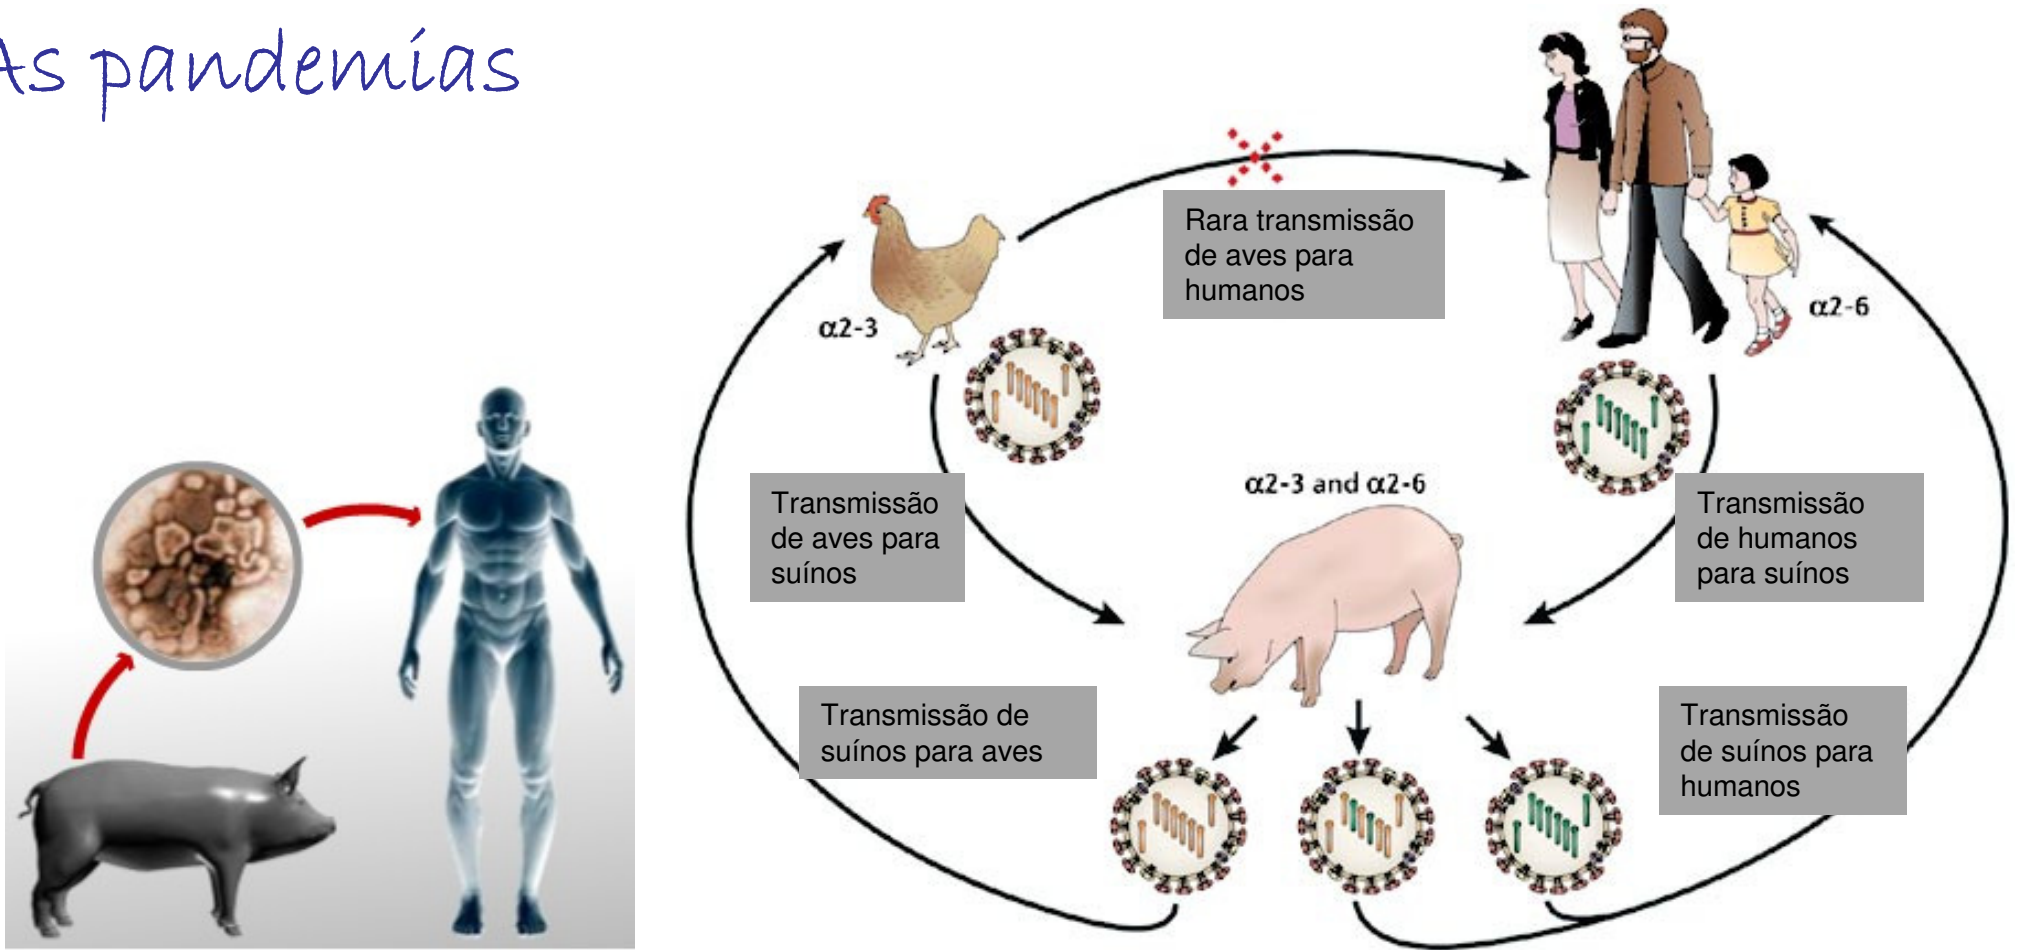 As pandemias
Rara transmissão
de aves para
humanos
α2-3
α2-6
Transmissão
de aves para
suínos
α2-3 and α2-6
Transmissão
de humanos
para suínos
Transmissão de
suínos para aves
Transmissão
de suínos para
humanos